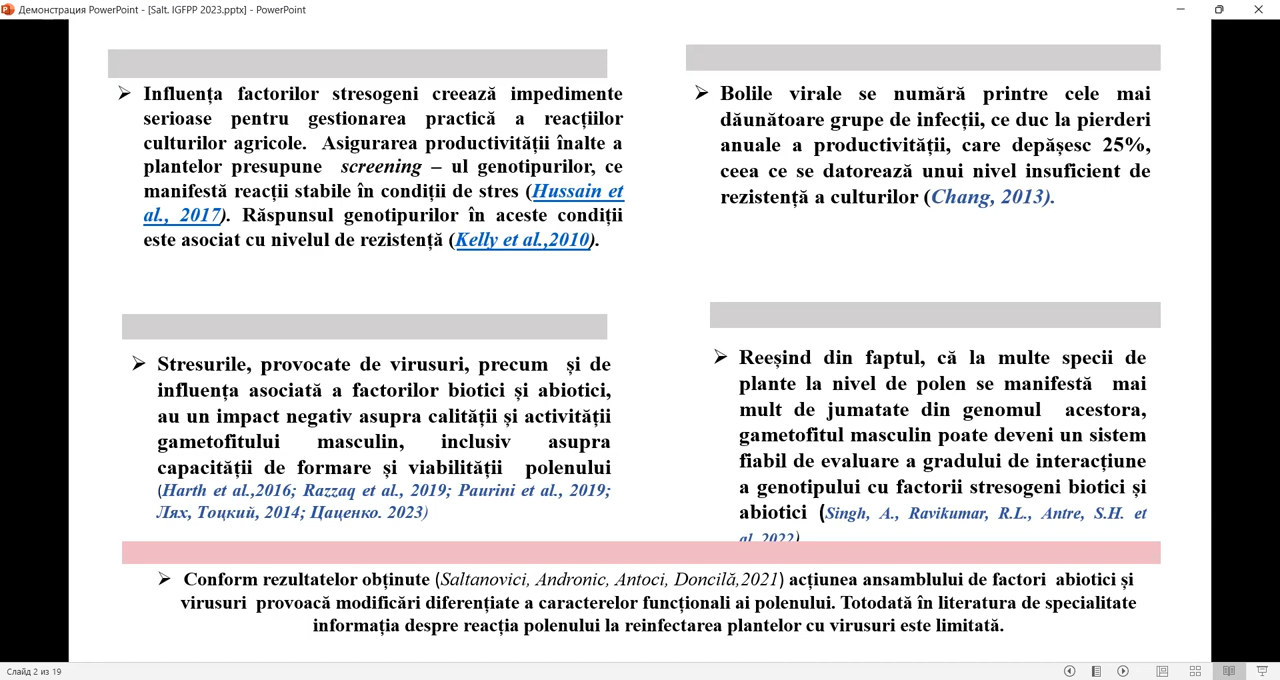 Демонстрация PowerPoint - [Salt. IGFPP 2023.pptx] - PowerPoint
➢ Influența factorilor stresogeni creează impedimente
serioase pentru gestionarea practică a reacțiilor
culturilor agricole. Asigurarea productivității înalte a
plantelor presupune screening – ul genotipurilor, ce
manifestă reacții stabile în condiții de stres (Hussain et
al., 2017). Răspunsul genotipurilor în aceste condiții
este asociat cu nivelul de rezistență (Kelly et al.,2010).
➢ Bolile virale se numără printre cele mai
dăunătoare grupe de infecții, ce duc la pierderi
anuale a productivității, care depășesc 25%,
ceea ce se datorează unui nivel insuficient de
rezistență a culturilor (Chang, 2013).
➢ Stresurile, provocate de virusuri, precum și de
influența asociată a factorilor biotici și abiotici,
au un impact negativ asupra calității și activității
gametofitului masculin, inclusiv asupra
capacității de formare și viabilității polenului
(Harth et al.,2016; Razzaq et al., 2019; Paurini et al., 2019;
Лях, Тоцкий, 2014; Цаценко. 2023)
➢ Reeșind din faptul, că la multe specii de
plante la nivel de polen se manifestă mai
mult de jumatate din genomul acestora,
gametofitul masculin poate deveni un sistem
fiabil de evaluare a gradului de interacțiune
a genotipului cu factorii stresogeni biotici și
abiotici (Singh, A., Ravikumar, R.L., Antre, S.H. et
al. 2022)
➢ Conform rezultatelor obținute (Saltanovici, Andronic, Antoci, Doncilă,2021) acțiunea ansamblului de factori abiotici și
virusuri provoacă modificări diferențiate a caracterelor funcționali ai polenului. Totodată în literatura de specialitate
informația despre reacția polenului la reinfectarea plantelor cu virusuri este limitată.
Слайд 2 из 19